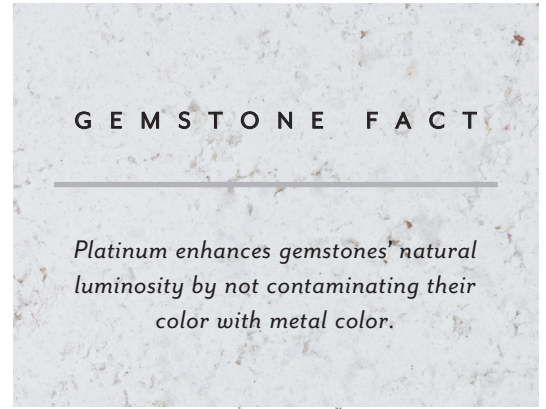 GEMSTONE FACT
Platinum enhances gemstones' natural
luminosity by not contaminating their
color with metal color.